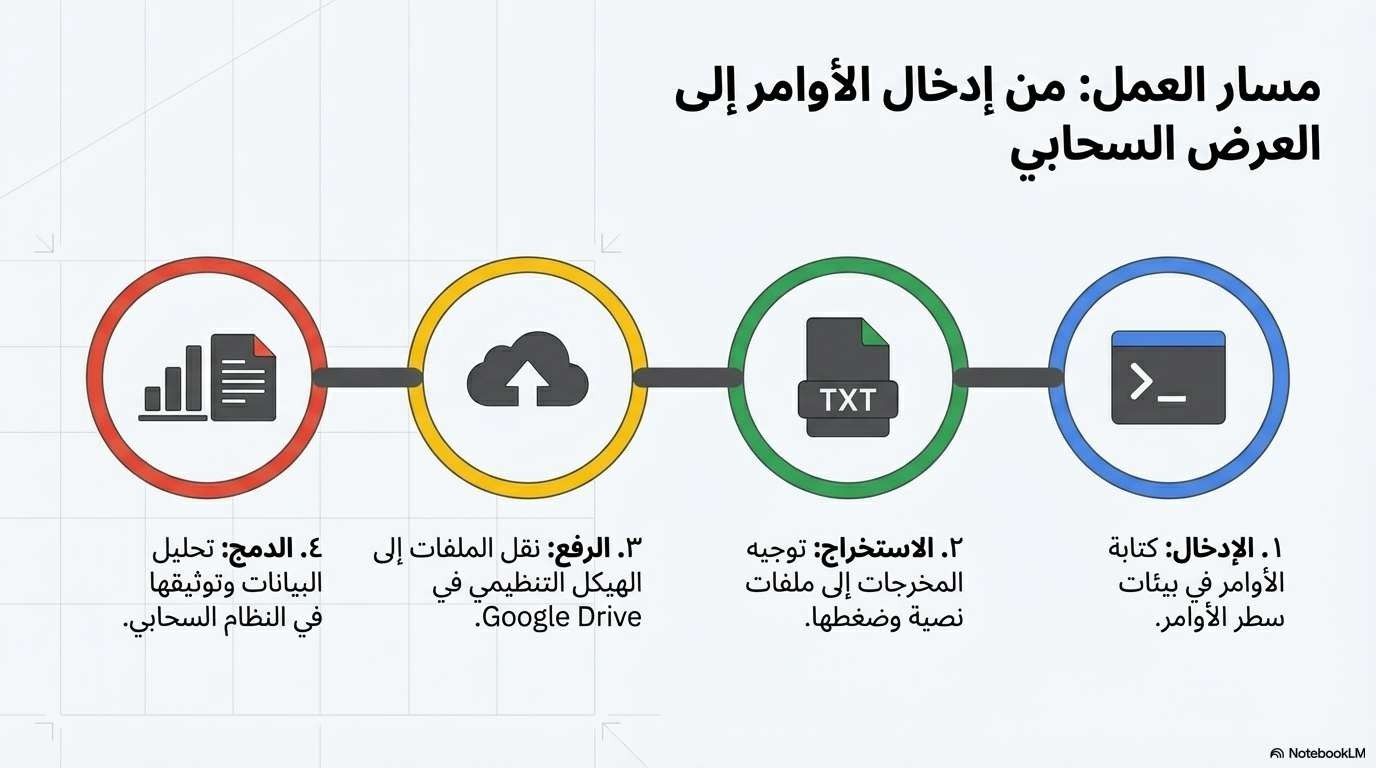 مسار العمل: من إدخال الأوامر إلى
العرض السحابي
TXT
١. الإدخال: كتابة
الأوامر في بيئات
سطر الأوامر.
٢. الاستخراج: توجيه
المخرجات إلى ملفات
نصية وضغطها.
٣. الرفع: نقل الملفات إلى
الهيكل التنظيمي في
Google Drive.
٤. الدمج: تحليل
البيانات وتوثيقها
في النظام السحابي.
NotebookLM